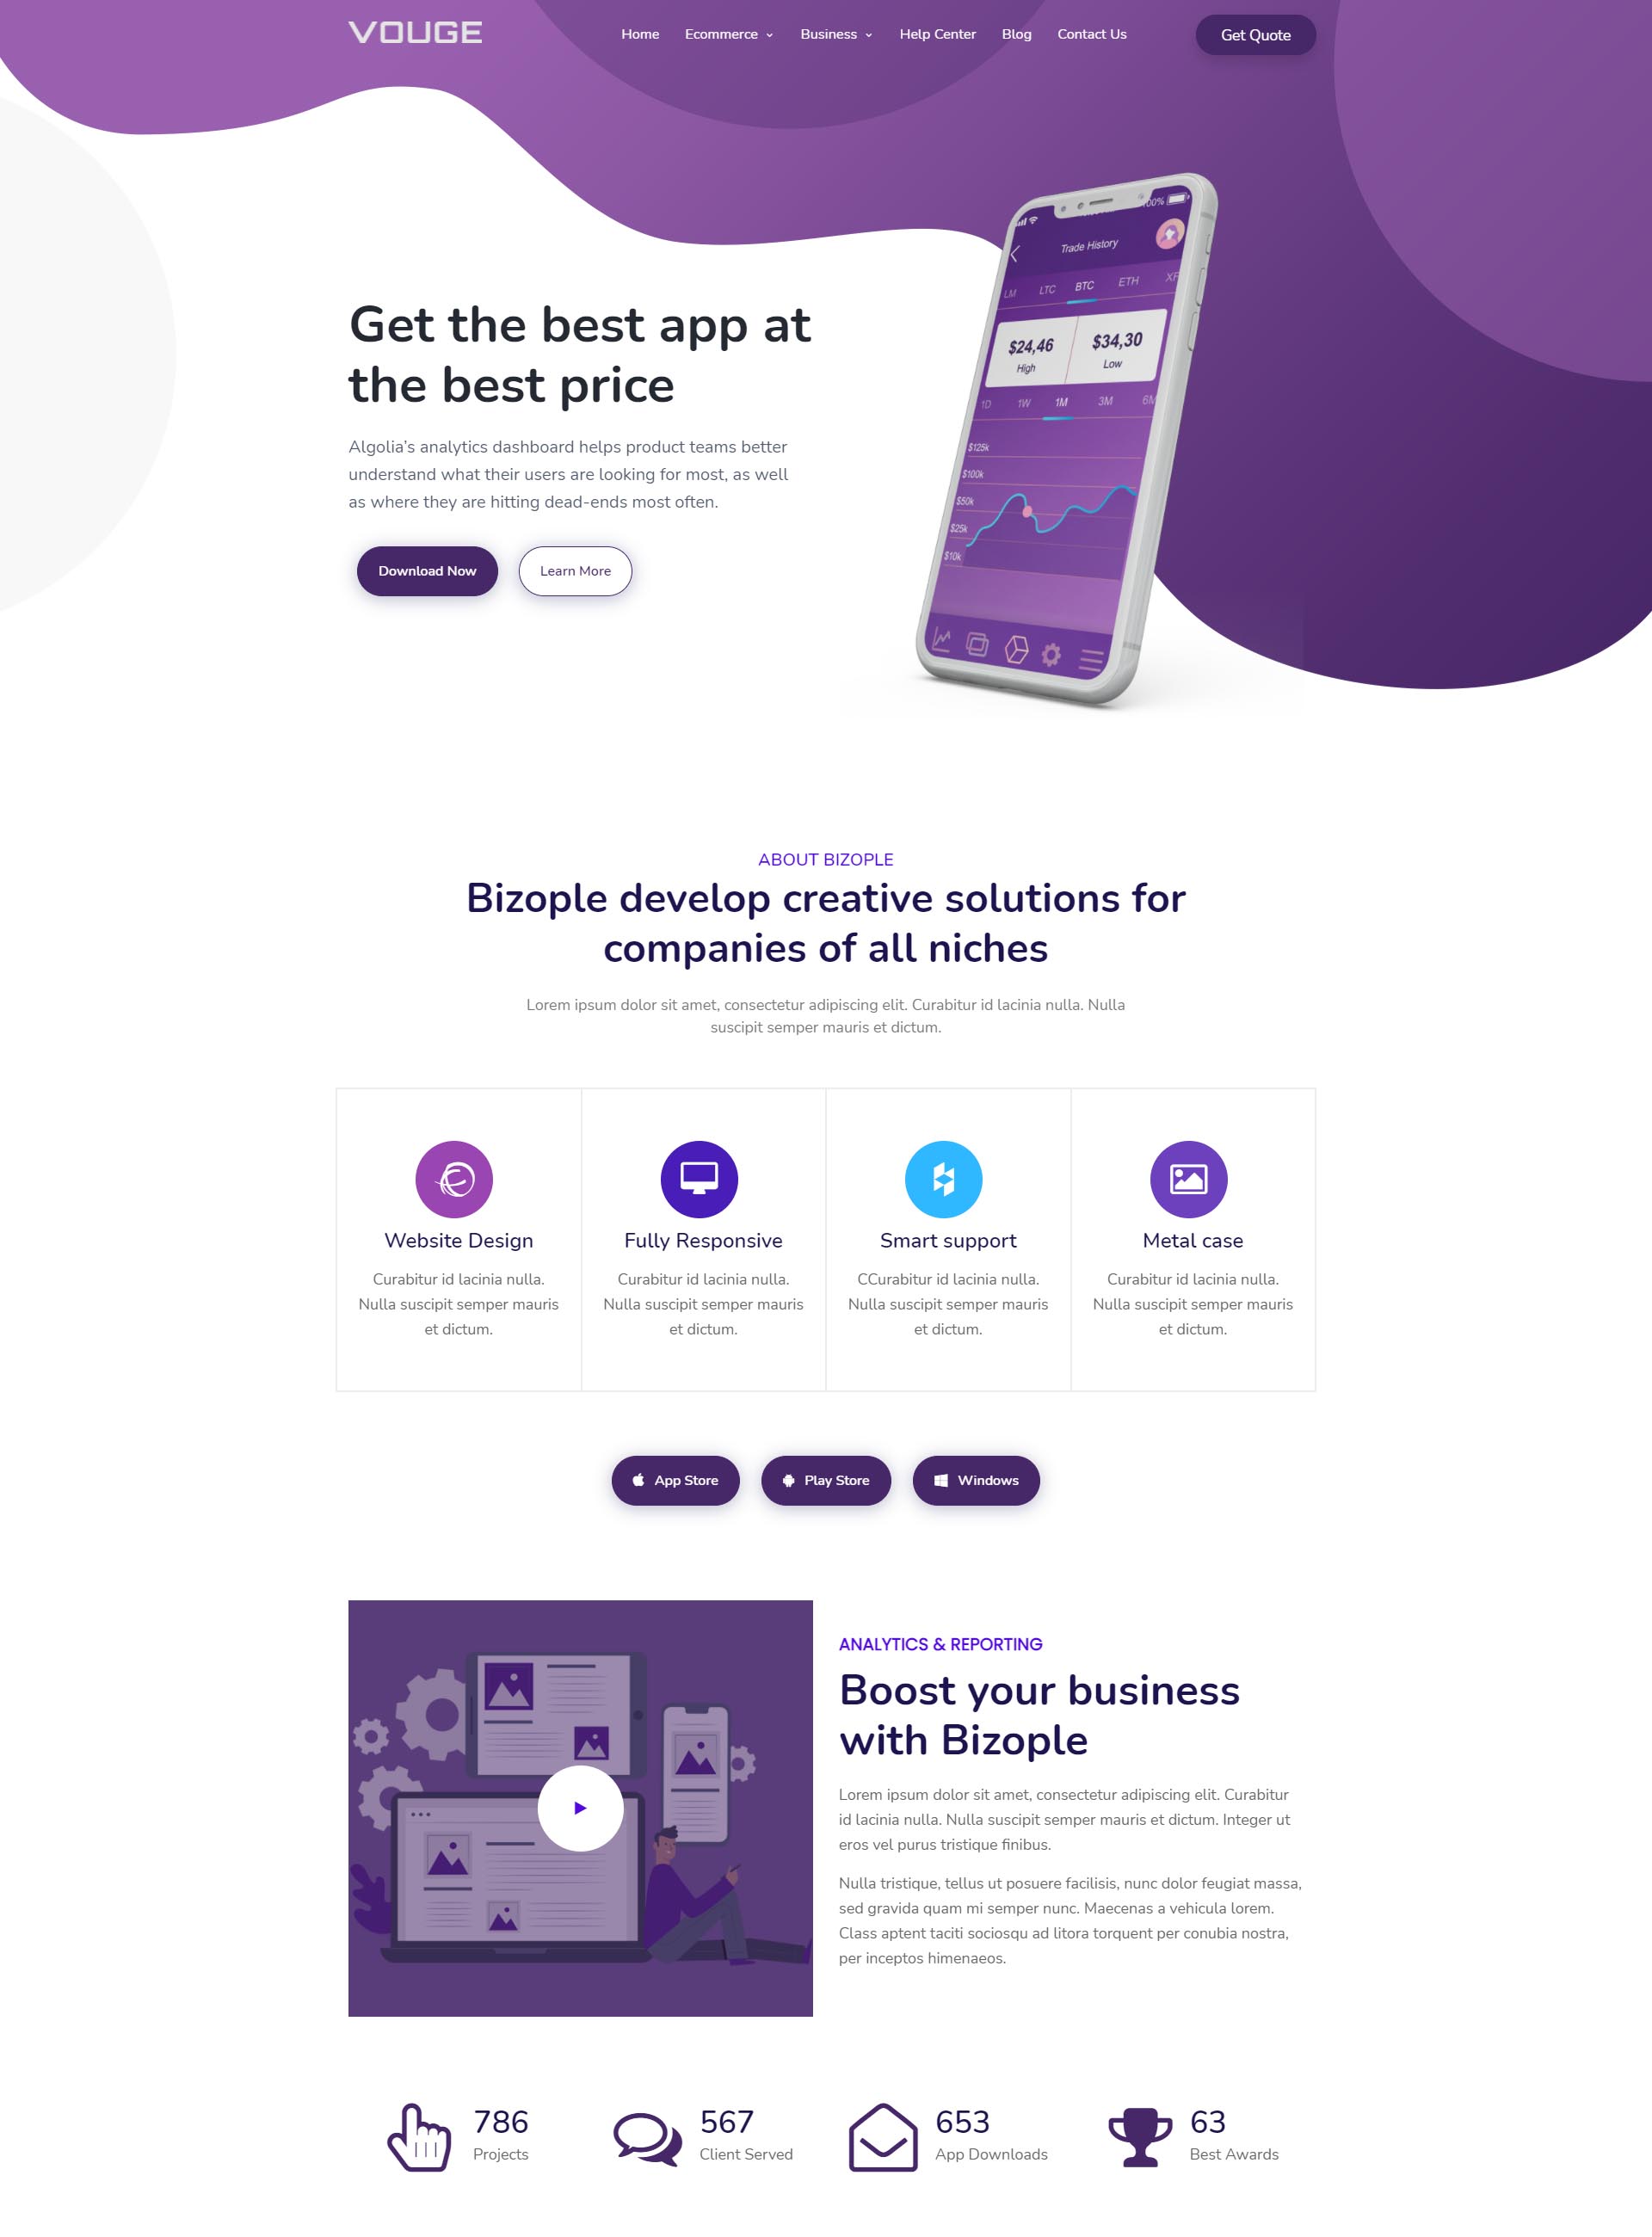 VOUGE
Home Ecommerce Business Help Center Blog Contact Us
Get Quote
100%
Trade History
LM LTC BTC ETH
$24,46 $34,30
High Low
1D 1W 1M 3M 6M
$125k
$100k
$50k
$25k
$10k
Get the best app at
the best price
Algolia's analytics dashboard helps product teams better
understand what their users are looking for most, as well
as where they are hitting dead-ends most often.
Download Now
Learn More
ABOUT BIZOPLE
Bizople develop creative solutions for
companies of all niches
Lorem ipsum dolor sit amet, consectetur adipiscing elit. Curabitur id lacinia nulla. Nulla
suscipit semper mauris et dictum.
Website Design
Curabitur id lacinia nulla.
Nulla suscipit semper mauris
et dictum.
Fully Responsive
Curabitur id lacinia nulla.
Nulla suscipit semper mauris
et dictum.
Smart support
CCurabitur id lacinia nulla.
Nulla suscipit semper mauris
et dictum.
Metal case
Curabitur id lacinia nulla.
Nulla suscipit semper mauris
et dictum.
App Store
Play Store
Windows
ANALYTICS & REPORTING
Boost your business
with Bizople
Lorem ipsum dolor sit amet, consectetur adipiscing elit. Curabitur
id lacinia nulla. Nulla suscipit semper mauris et dictum. Integer ut
eros vel purus tristique finibus.
Nulla tristique, tellus ut posuere facilisis, nunc dolor feugiat massa,
sed gravida quam mi semper nunc. Maecenas a vehicula lorem.
Class aptent taciti sociosqu ad litora torquent per conubia nostra,
per inceptos himenaeos.
786
Projects
567
Client Served
653
App Downloads
63
Best Awards